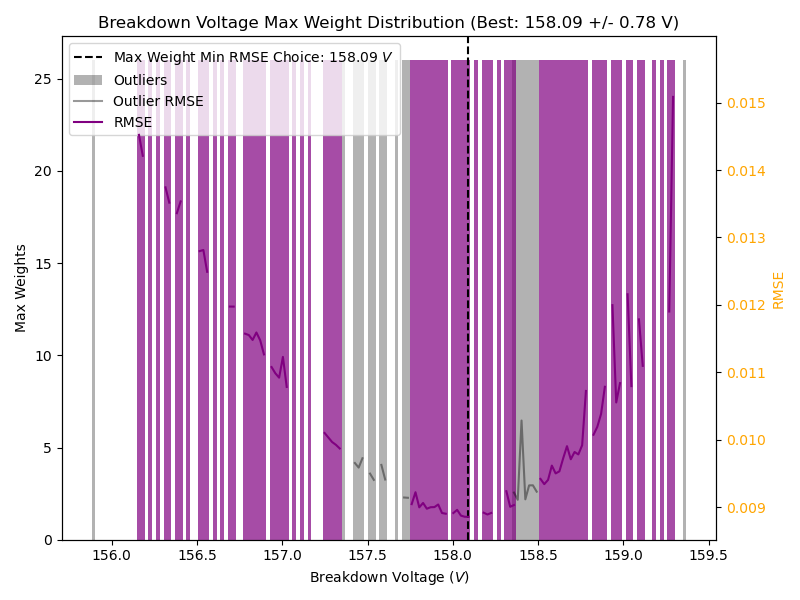 Breakdown Voltage Max Weight Distribution (Best: 158.09 +/- 0.78 V)
Max Weight Min RMSE Choice: 158.09 V
Outliers
Outlier RMSE
RMSE
25
20
15
10
5
0
Max Weights
0.015
0.014
0.013
0.012
0.011
0.010
0.009
RMSE
156.0 156.5 157.0 157.5 158.0 158.5 159.0 159.5
Breakdown Voltage (V)